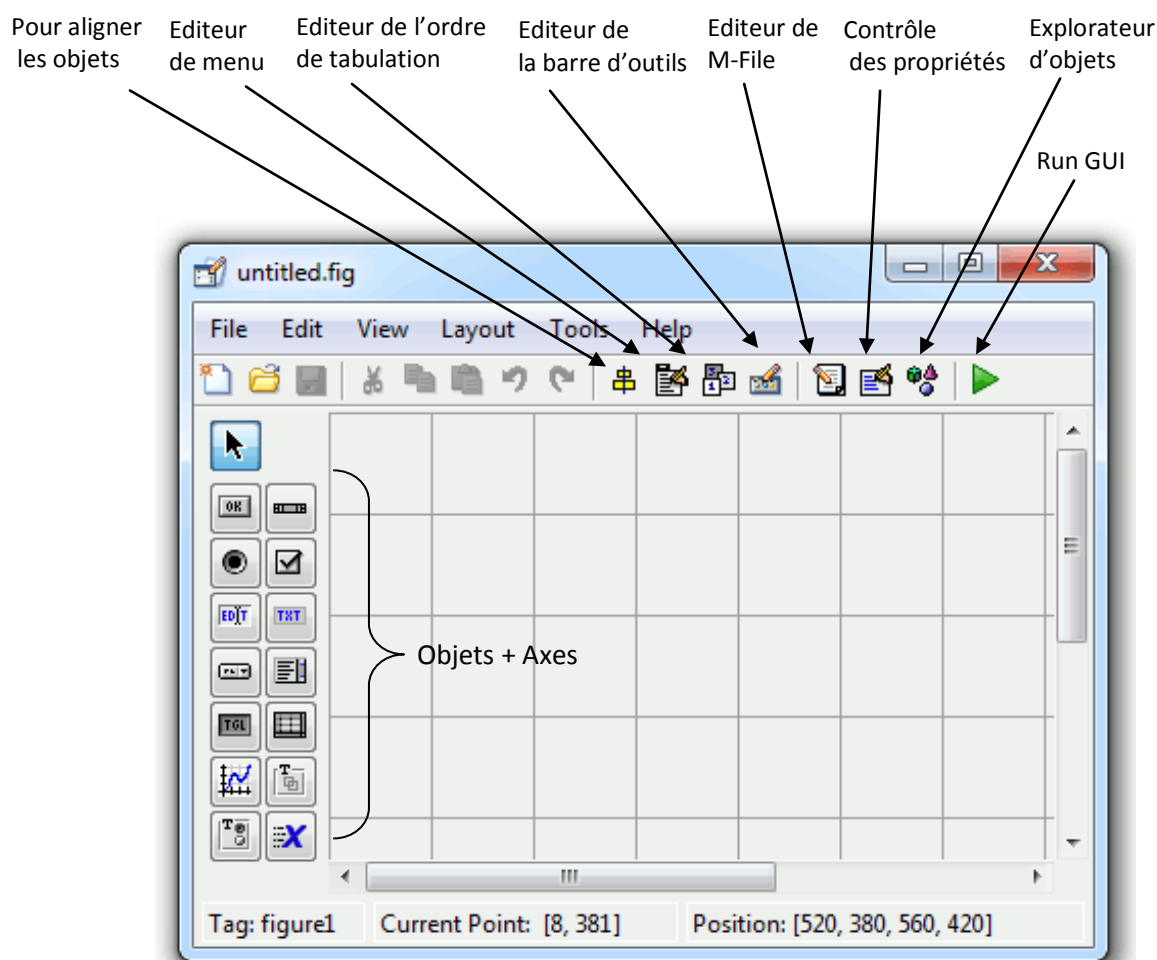 Pour aligner
les objets
Editeur
de menu
Editeur de l’ordre
de tabulation
Editeur de
la barre d’outils
Editeur de
M-File
Contrôle
des propriétés
Explorateur
d’objets
Run GUI
untitled.fig
File Edit View Layout Tools Help
OK
EDIT TXT
TGL
T
T X
Objets + Axes
Tag: figure1 Current Point: [8, 381] Position: [520, 380, 560, 420]